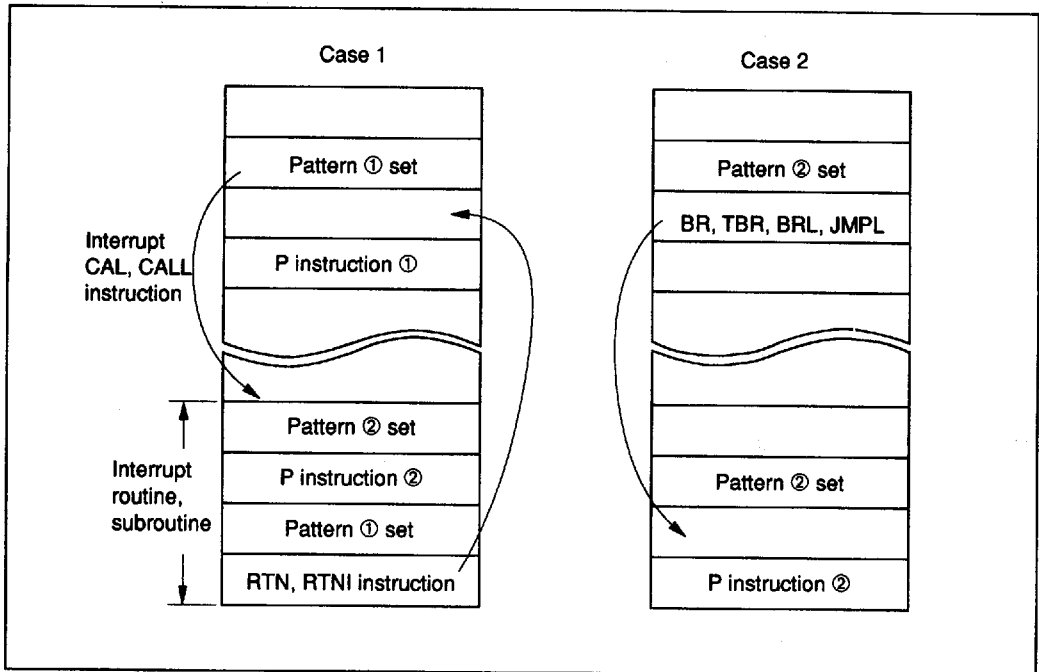 Case 1
Pattern ① set
Interrupt
CAL, CALL
instruction
P instruction ①
Interrupt
routine,
subroutine
Pattern ② set
P instruction ②
Pattern ① set
RTN, RTNI instruction
Case 2
Pattern ② set
BR, TBR, BRL, JMPL
Pattern ② set
P instruction ②